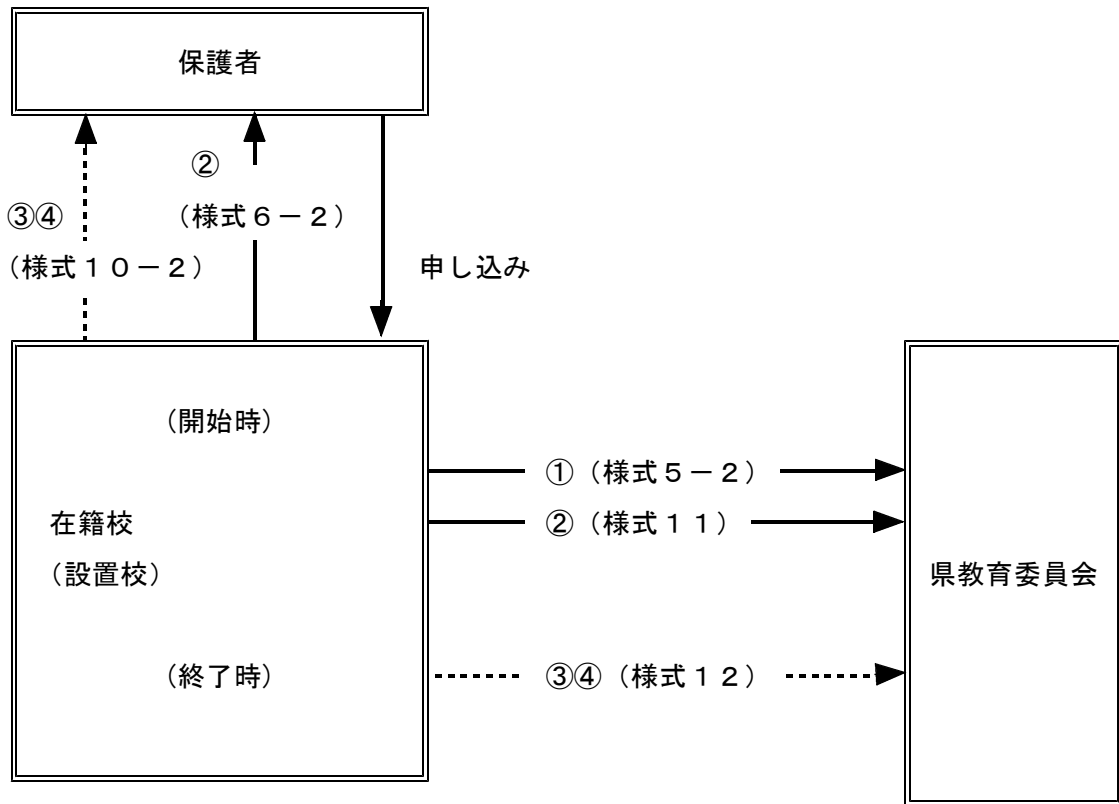 保護者
②
（様式６－２）
③④
（様式１０－２）
申し込み
（開始時）
①（様式５－２）
在籍校
②（様式１１）
（設置校）
県教育委員会
（終了時）
③④（様式１２）